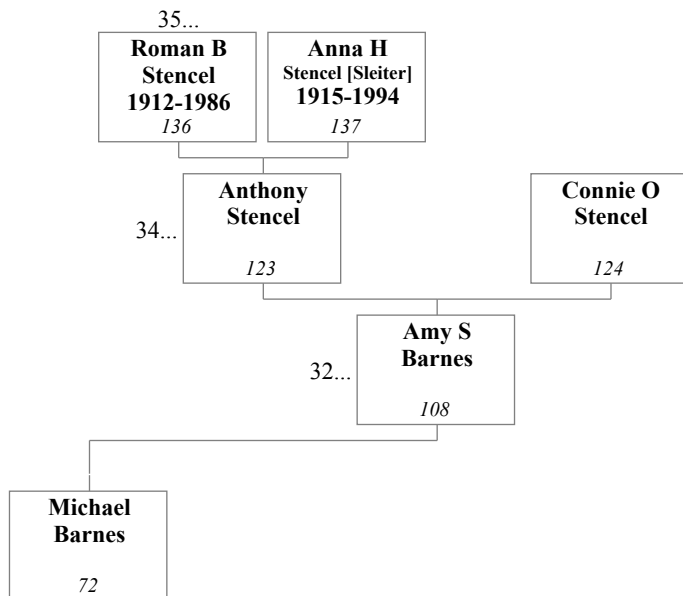 35...
Roman B
Stencel
1912-1986
136
Anna H
Stencel [Sleiter]
1915-1994
137
34...
Anthony
Stencel
123
Connie O
Stencel
124
32...
Amy S
Barnes
108
Michael
Barnes
72